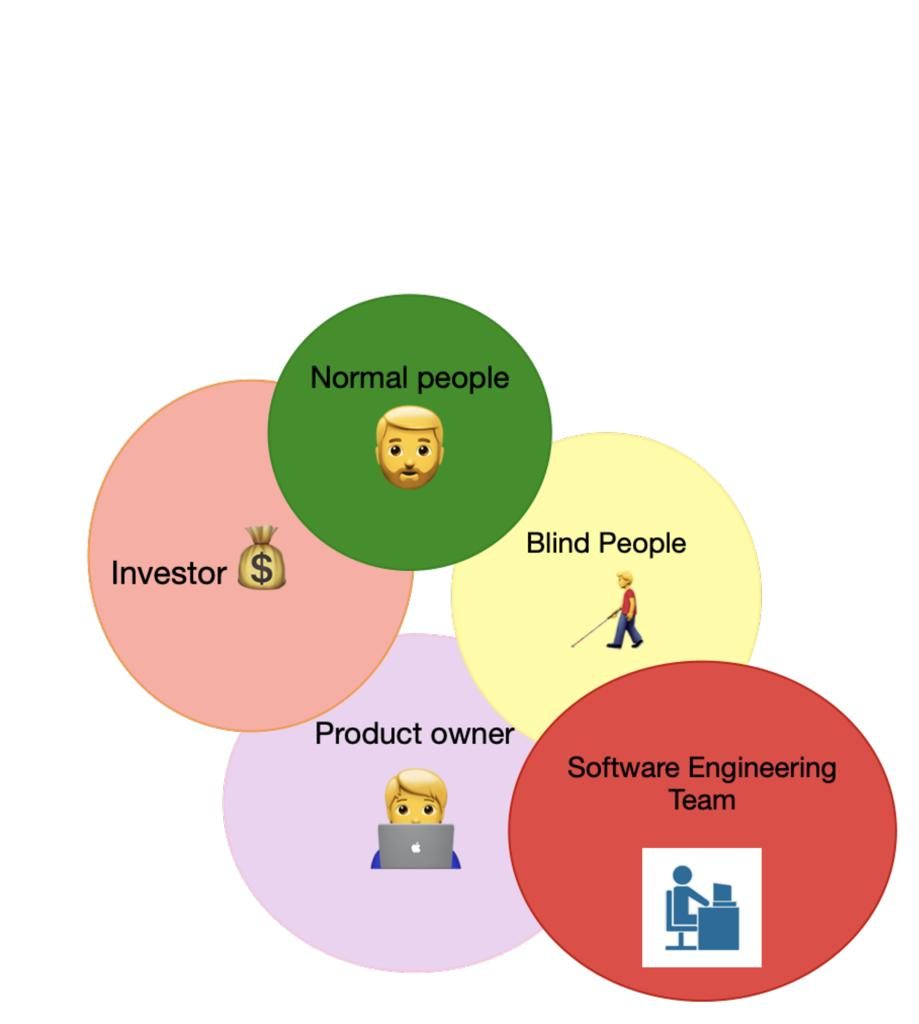 Normal people
Blind People
Investor
$
Product owner
Software Engineering
Team